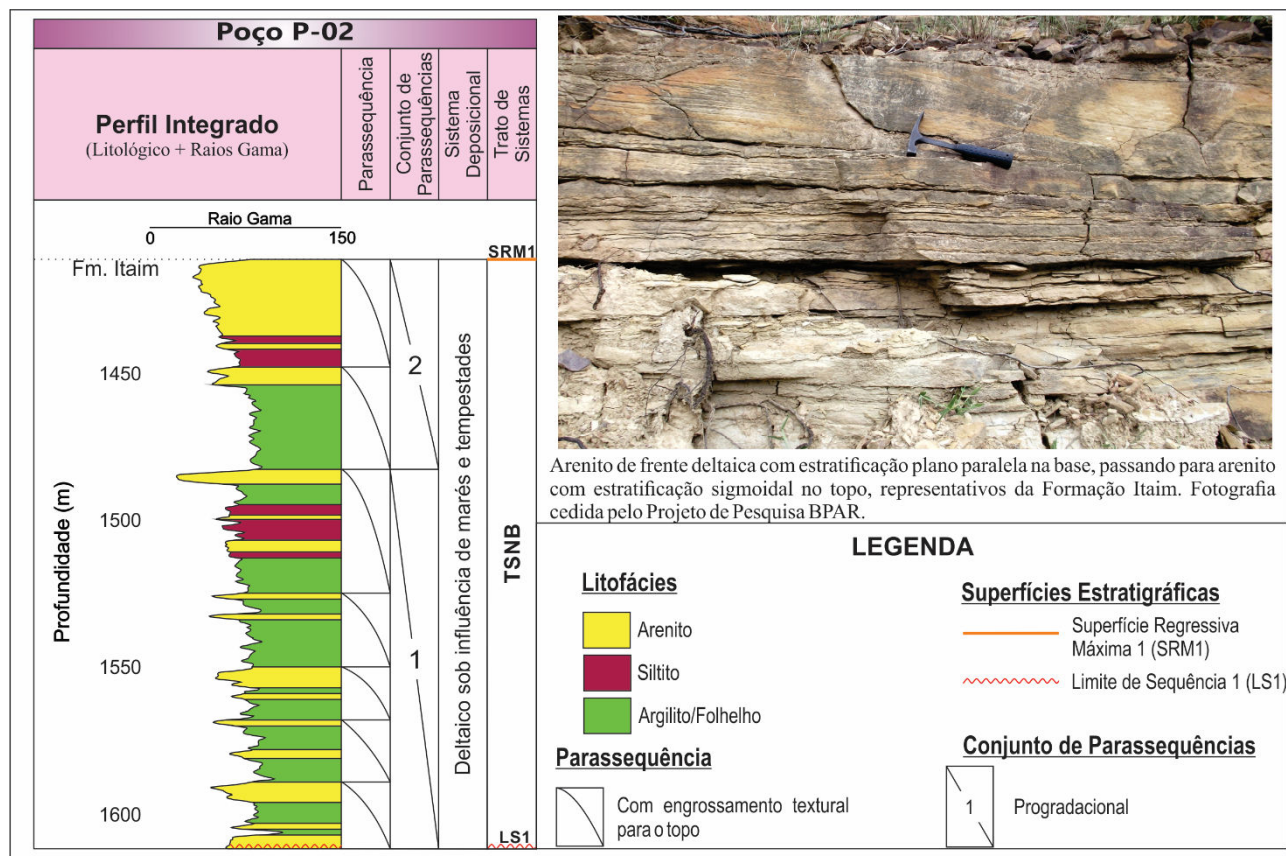 Poço P-02
Perfil Integrado
(Litológico + Raios Gama)
Parassequência
Conjunto de
Parassequências
Sistema
Deposicional
Trato de
Sistemas
Raio Gama
0
150
SRM1
Fm. Itaim
1450
1500
1550
1600
Profundidade (m)
2
1
Deltaico sob influência de marés e tempestades
TSNB
LS1
Arenito de frente deltaica com estratificação plano paralela na base, passando para arenito
com estratificação sigmoidal no topo, representativos da Formação Itaim. Fotografia
cedida pelo Projeto de Pesquisa BPAR.
LEGENDA
Litofácies
Arenito
Siltito
Argilito/Folhelho
Parassequência
Com engrossamento textural
para o topo
Superfícies Estratigráficas
Superfície Regressiva
Máxima 1 (SRM1)
Limite de Sequência 1 (LS1)
Conjunto de Parassequências
1
Progradacional